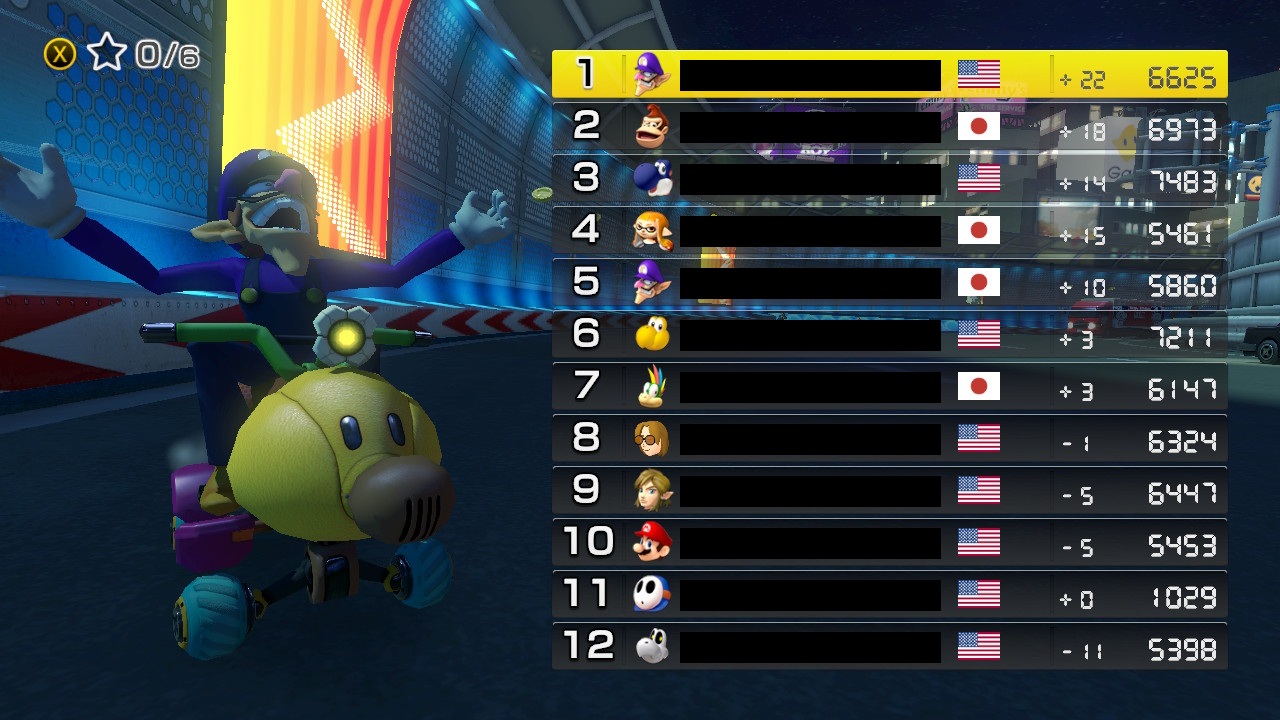 X 0/6
1 + 22 6625
2 + 18 6973
3 + 14 7483
4 + 15 5461
5 + 10 5860
6 + 3 7211
7 + 3 6147
8 - 1 6324
9 - 5 6447
10 - 5 5453
11 + 0 1029
12 - 11 5398